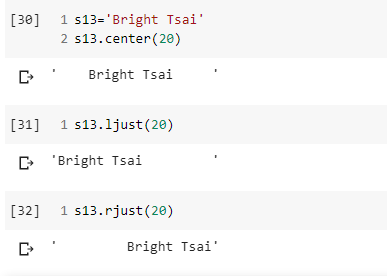 [30] 1 s13='Bright Tsai'
2 s13.center(20)
'    Bright Tsai     '
[31] 1 s13.ljust(20)
'Bright Tsai         '
[32] 1 s13.rjust(20)
'         Bright Tsai'